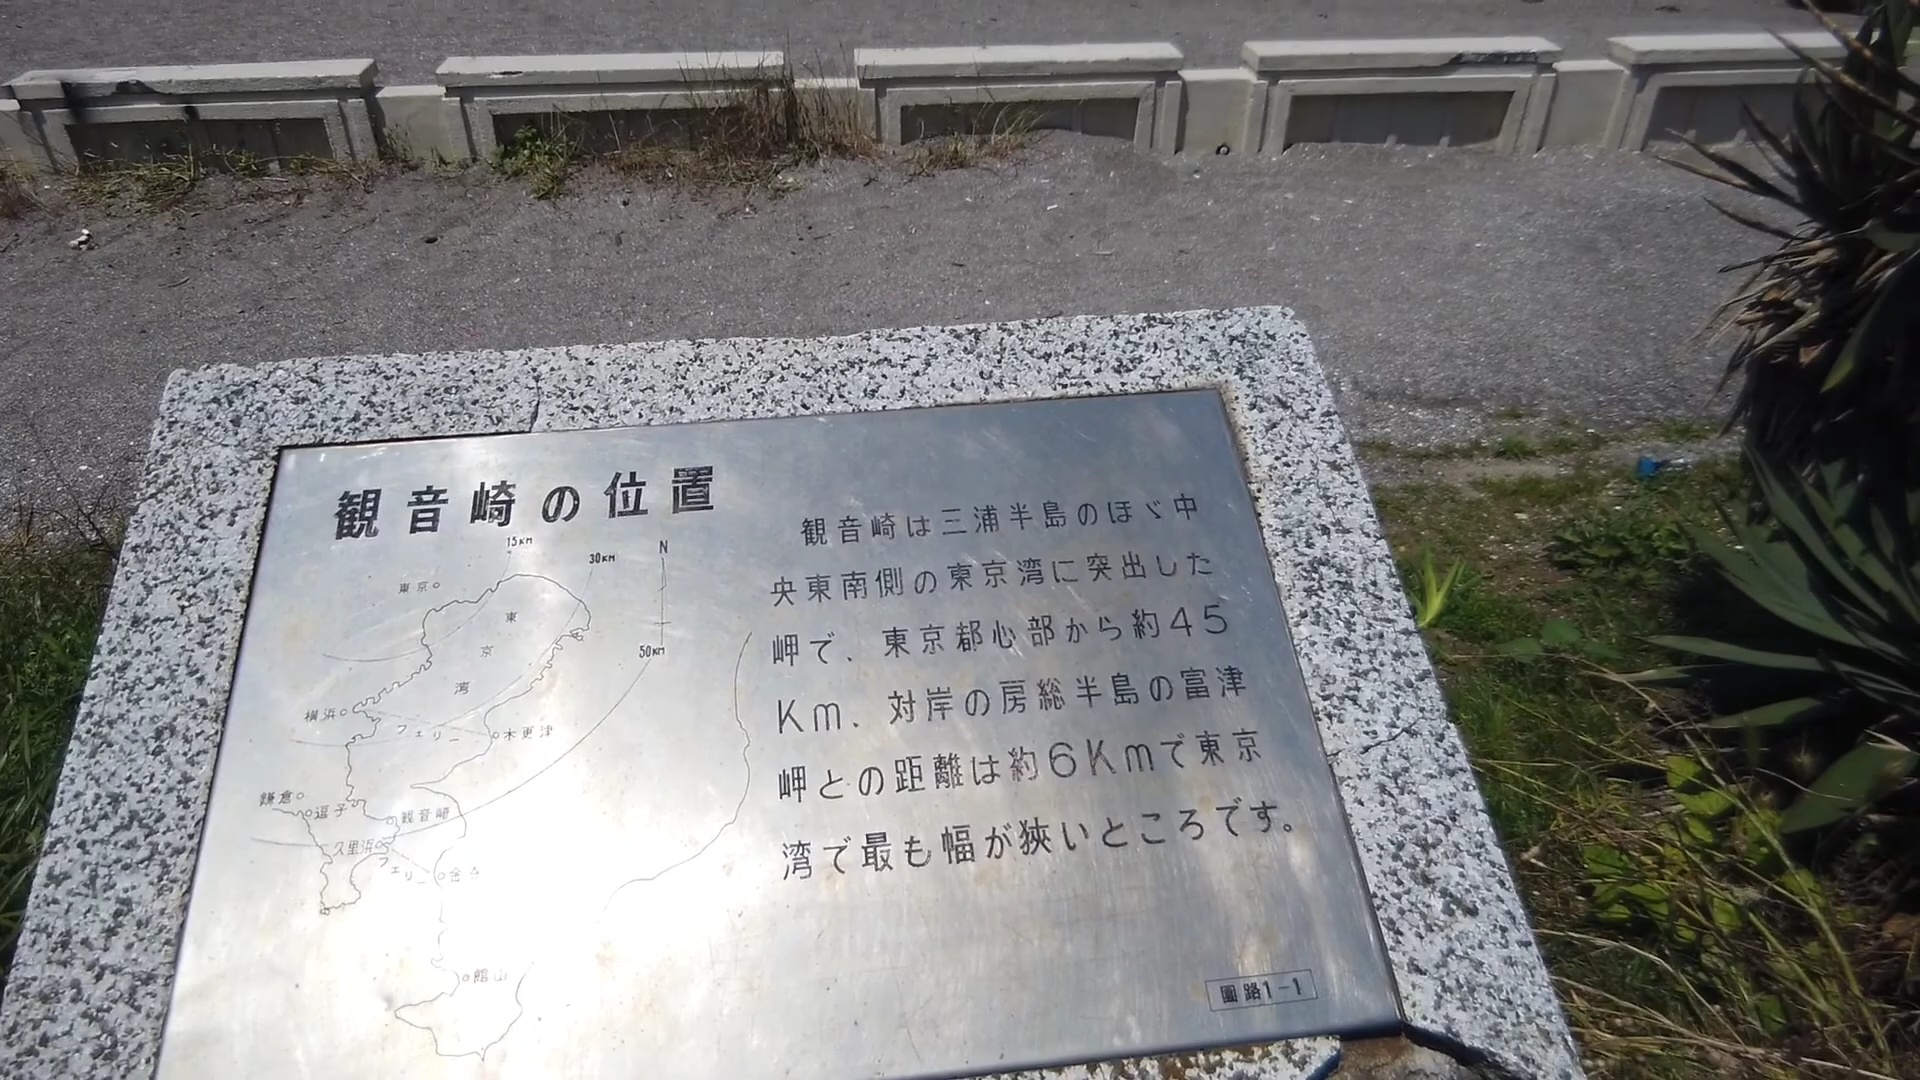 観音崎の位置
15KM
30KM
N
東京
東
京
湾
50KM
横浜
フェリー
木更津
鎌倉
逗子
観音崎
久里浜
フェリー
金谷
館山
観音崎は三浦半島のほゞ中
央東南側の東京湾に突出した
岬で、東京都心部から約45
Km、対岸の房総半島の富津
岬との距離は約6Kmで東京
湾で最も幅が狭いところです。
園路1-1